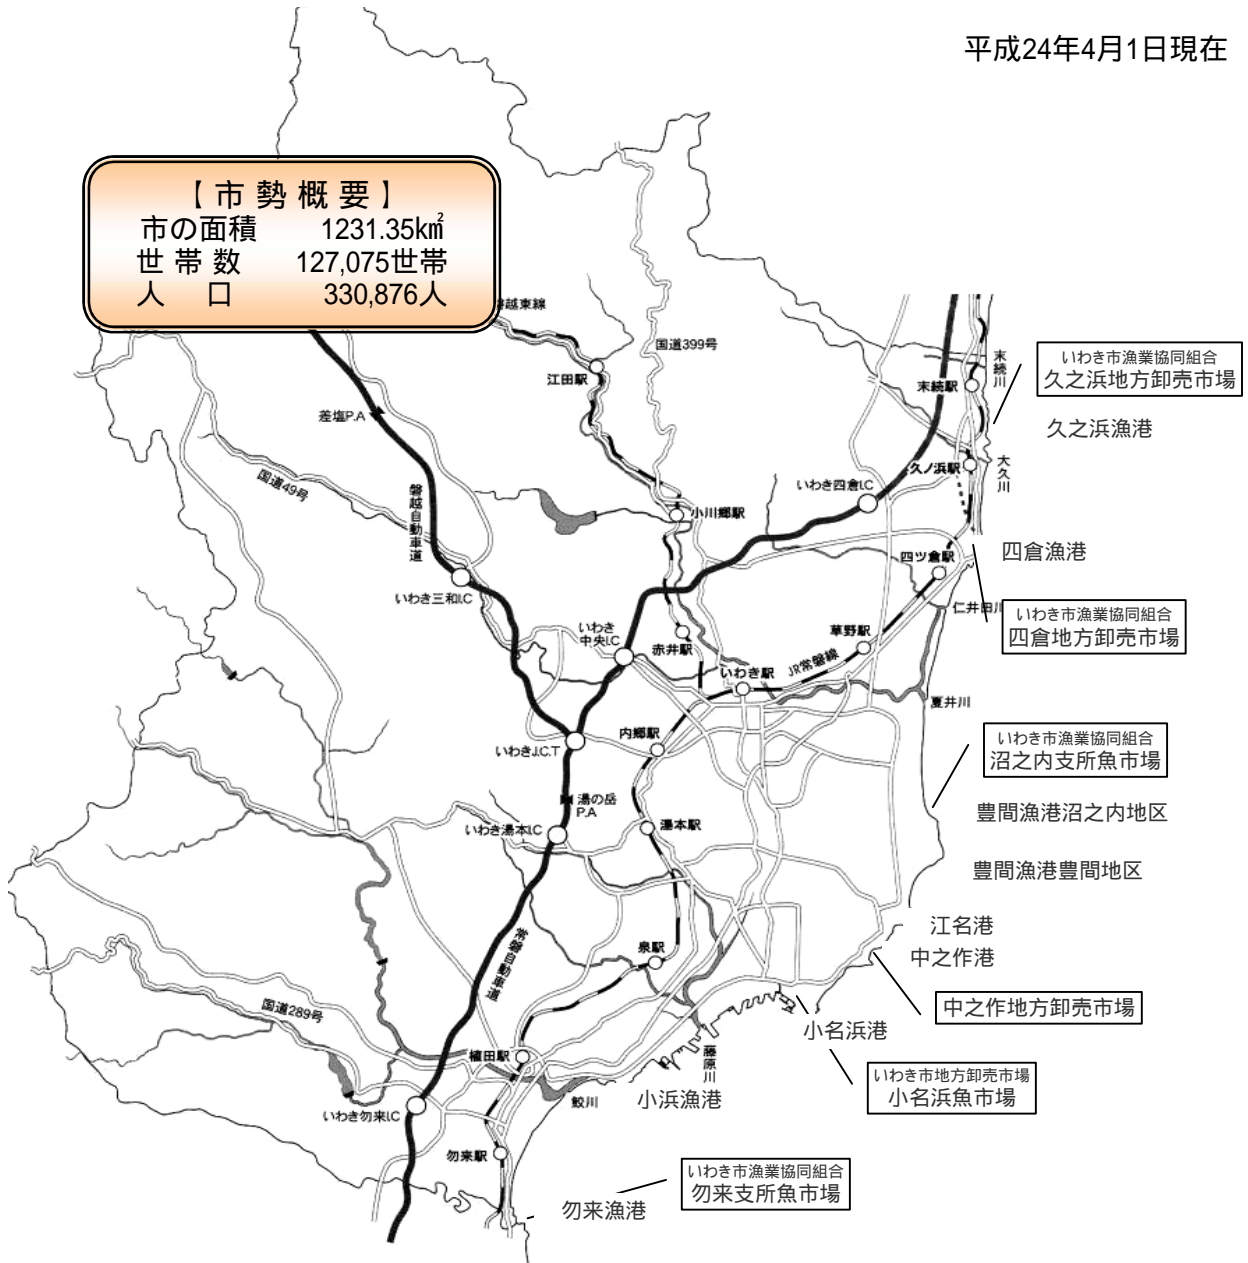 平成24年4月1日現在
【市勢概要】
市の面積 1231.35k㎡
世帯数 127,075世帯
人口 330,876人
越東線
国道399号
江田駅
末続川
末続駅
いわき市漁業協同組合
久之浜地方卸売市場
差塩P.A
久之浜漁港
久ノ浜駅
大久川
国道49号
磐越自動車道
いわき四倉I.C
小川郷駅
四倉漁港
四ツ倉駅
いわき三和I.C
仁井田川
いわき市漁業協同組合
四倉地方卸売市場
いわき
中央I.C
赤井駅
草野駅
いわき駅
JR常磐線
夏井川
内郷駅
いわきJ.C.T
いわき市漁業協同組合
沼之内支所魚市場
湯の岳
P.A
豊間漁港沼之内地区
いわき湯本I.C
湯本駅
豊間漁港豊間地区
江名港
泉駅
中之作港
常磐自動車道
国道289号
中之作地方卸売市場
小名浜港
植田駅
藤原川
いわき市地方卸売市場
小名浜魚市場
いわき勿来I.C
鮫川
小浜漁港
勿来駅
いわき市漁業協同組合
勿来支所魚市場
勿来漁港